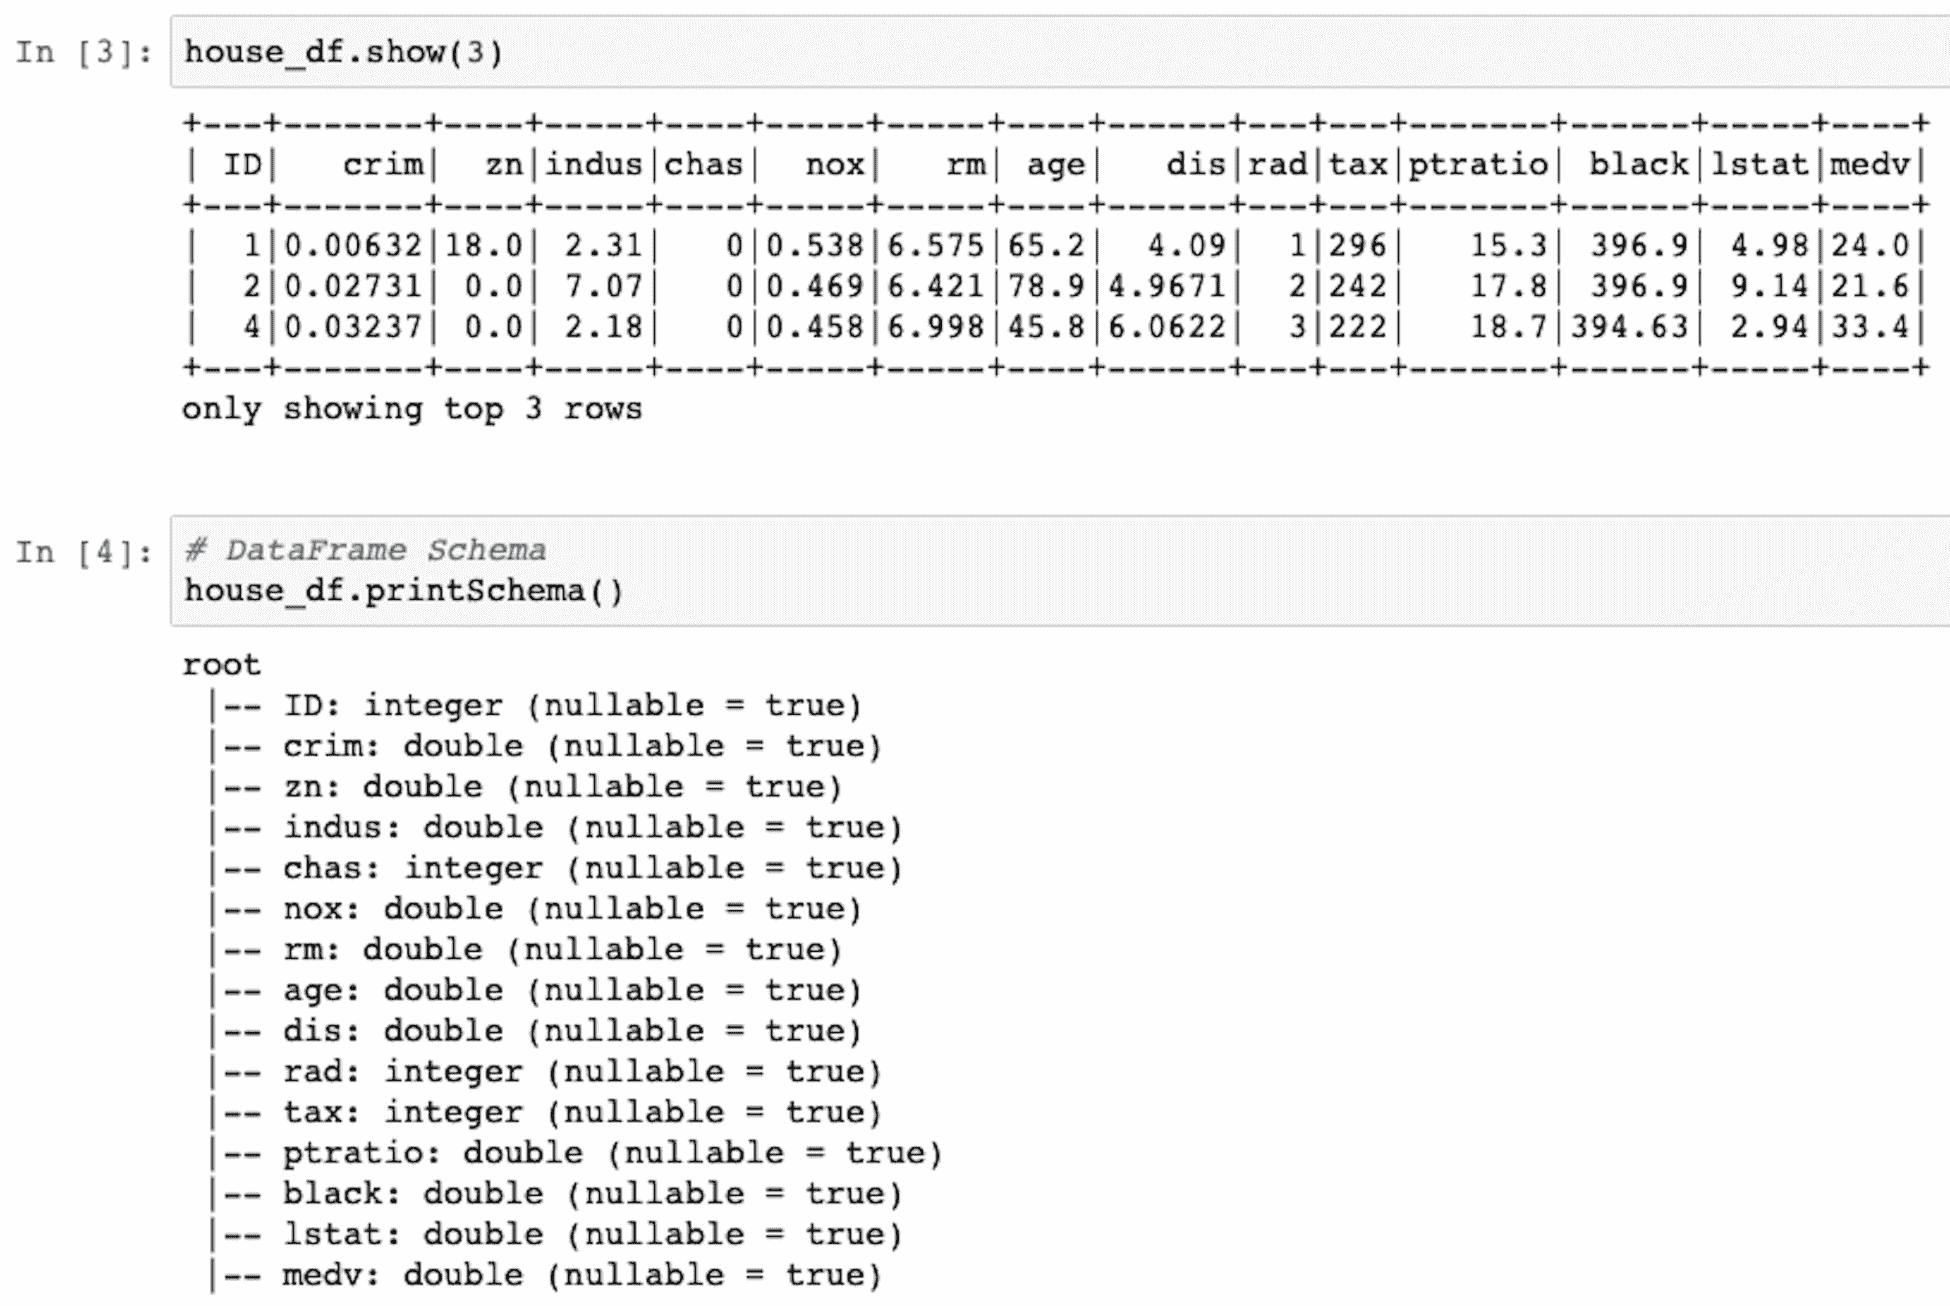 In [3]: house_df.show(3)
+---+-------+----+-----+----+-----+-----+----+------+---+---+-------+------+-----+----+
| ID|   crim|  zn|indus|chas|  nox|   rm| age|   dis|rad|tax|ptratio| black|lstat|medv|
+---+-------+----+-----+----+-----+-----+----+------+---+---+-------+------+-----+----+
|  1|0.00632|18.0| 2.31|   0|0.538|6.575|65.2|  4.09|  1|296|   15.3| 396.9| 4.98|24.0|
|  2|0.02731| 0.0| 7.07|   0|0.469|6.421|78.9|4.9671|  2|242|   17.8| 396.9| 9.14|21.6|
|  4|0.03237| 0.0| 2.18|   0|0.458|6.998|45.8|6.0622|  3|222|   18.7|394.63| 2.94|33.4|
+---+-------+----+-----+----+-----+-----+----+------+---+---+-------+------+-----+----+
only showing top 3 rows
In [4]: # DataFrame Schema
house_df.printSchema()
root
 |-- ID: integer (nullable = true)
 |-- crim: double (nullable = true)
 |-- zn: double (nullable = true)
 |-- indus: double (nullable = true)
 |-- chas: integer (nullable = true)
 |-- nox: double (nullable = true)
 |-- rm: double (nullable = true)
 |-- age: double (nullable = true)
 |-- dis: double (nullable = true)
 |-- rad: integer (nullable = true)
 |-- tax: integer (nullable = true)
 |-- ptratio: double (nullable = true)
 |-- black: double (nullable = true)
 |-- lstat: double (nullable = true)
 |-- medv: double (nullable = true)